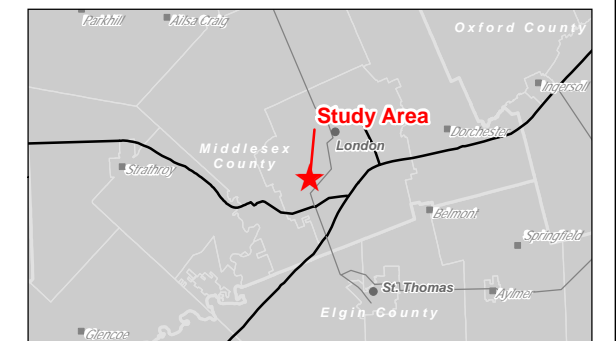 Parkhill
Ailsa Craig
Oxford County
Ingersoll
Study Area
Dorchester
London
Middlesex
County
Strathroy
Belmont
Springfield
St. Thomas
Aylmer
Elgin County
Glencoe